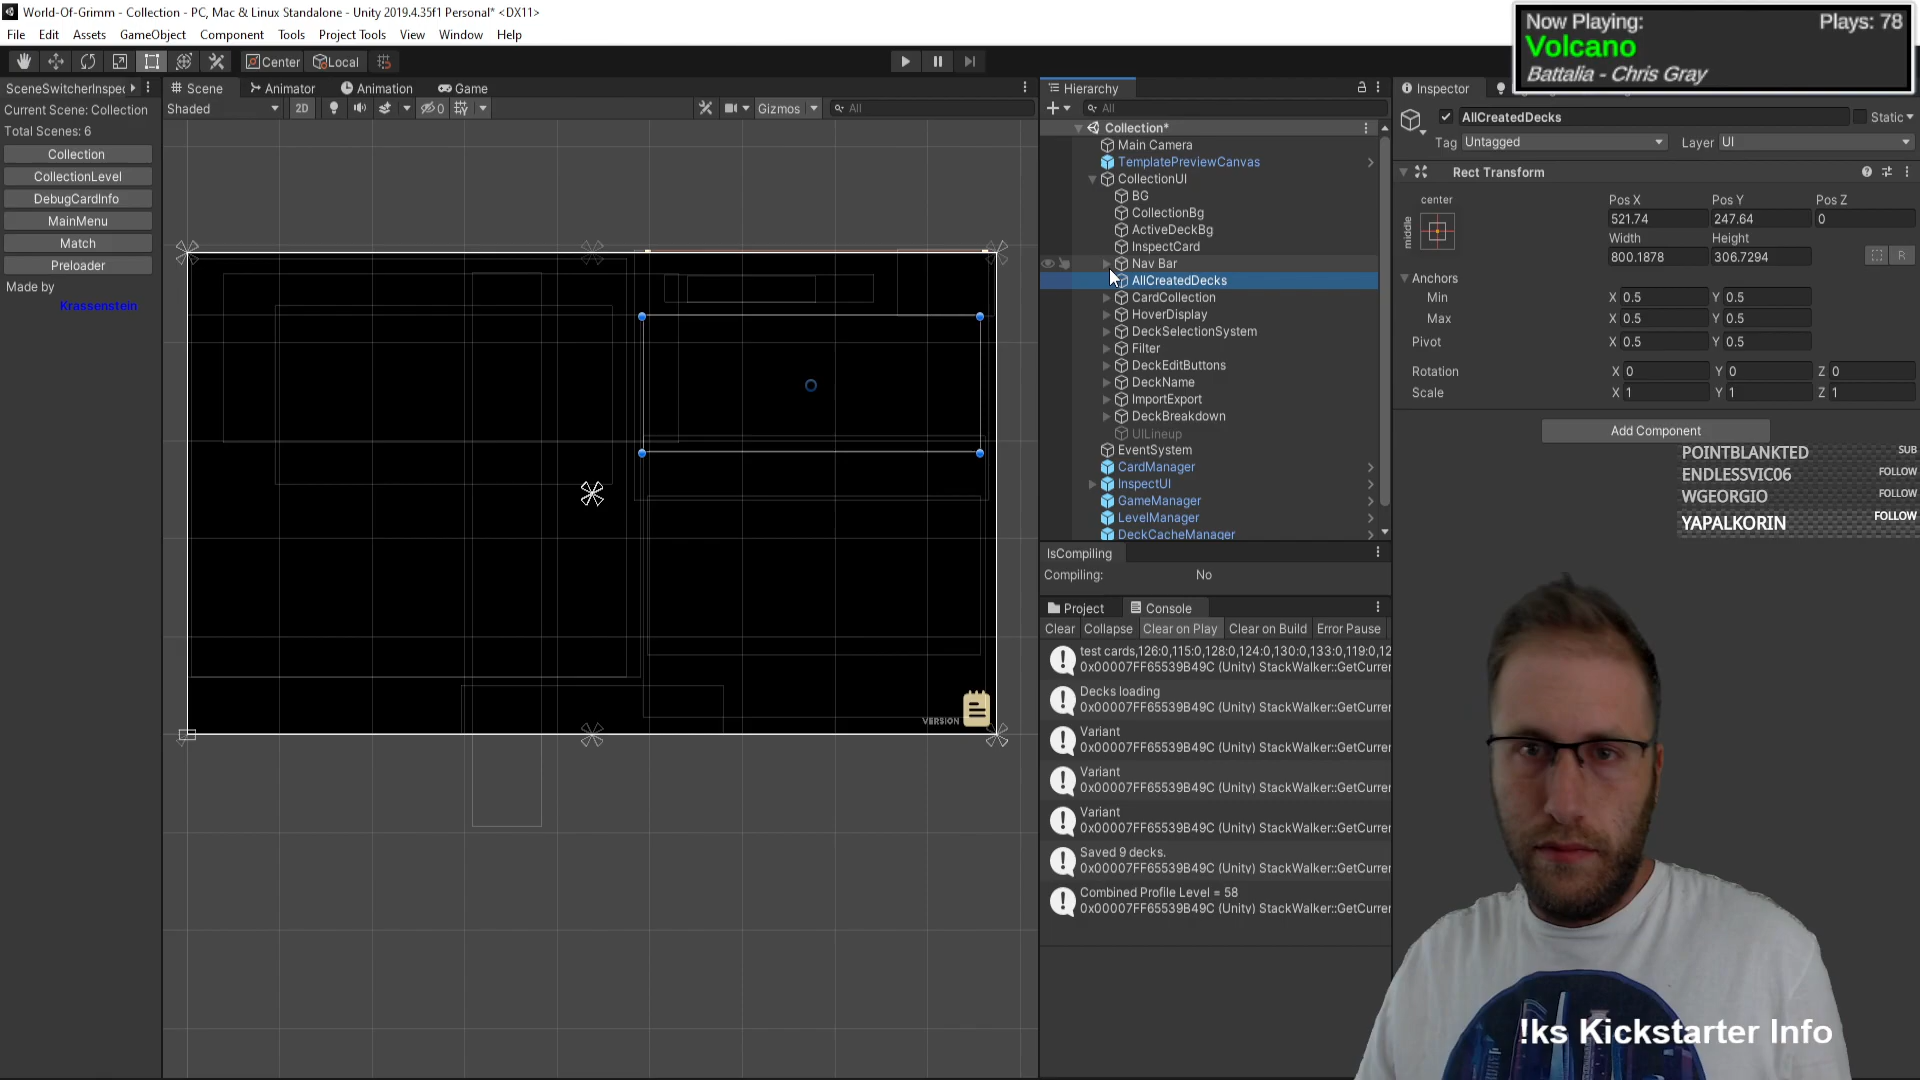 World-Of-Grimm - Collection - PC, Mac & Linux Standalone - Unity 2019.4.35f1 Personal* <DX11>
File Edit Assets GameObject Component Tools Project Tools View Window Help
Center Local
SceneSwitcherInspec
Current Scene: Collection
Total Scenes: 6
Collection
CollectionLevel
DebugCardInfo
MainMenu
Match
Preloader
Made by
Krassenstein
Scene Animator Animation Game
Shaded 2D 0 Gizmos All
VERSION
Hierarchy
All
Collection*
Main Camera
TemplatePreviewCanvas
CollectionUI
BG
CollectionBg
ActiveDeckBg
InspectCard
Nav Bar
AllCreatedDecks
CardCollection
HoverDisplay
DeckSelectionSystem
Filter
DeckEditButtons
DeckName
ImportExport
DeckBreakdown
UILineup
EventSystem
CardManager
InspectUI
GameManager
LevelManager
DeckCacheManager
IsCompiling
Compiling: No
Project Console
Clear Collapse Clear on Play Clear on Build Error Pause
test cards,126:0,115:0,128:0,124:0,130:0,133:0,119:0,12
0x00007FF65539B49C (Unity) StackWalker::GetCurrer
Decks loading
0x00007FF65539B49C (Unity) StackWalker::GetCurrer
Variant
0x00007FF65539B49C (Unity) StackWalker::GetCurrer
Variant
0x00007FF65539B49C (Unity) StackWalker::GetCurrer
Variant
0x00007FF65539B49C (Unity) StackWalker::GetCurrer
Saved 9 decks.
0x00007FF65539B49C (Unity) StackWalker::GetCurrer
Combined Profile Level = 58
0x00007FF65539B49C (Unity) StackWalker::GetCurrer
Now Playing: Plays: 78
Volcano
Battalia - Chris Gray
Inspector
AllCreatedDecks Static
Tag Untagged Layer UI
Rect Transform
center
middle
Pos X Pos Y Pos Z
521.74 247.64 0
Width Height
800.1878 306.7294
R
Anchors
Min X 0.5 Y 0.5
Max X 0.5 Y 0.5
Pivot X 0.5 Y 0.5
Rotation X 0 Y 0 Z 0
Scale X 1 Y 1 Z 1
Add Component
POINTBLANKTED SUB
ENDLESSVIC06 FOLLOW
WGEORGIO FOLLOW
YAPALKORIN FOLLOW
!ks Kickstarter Info